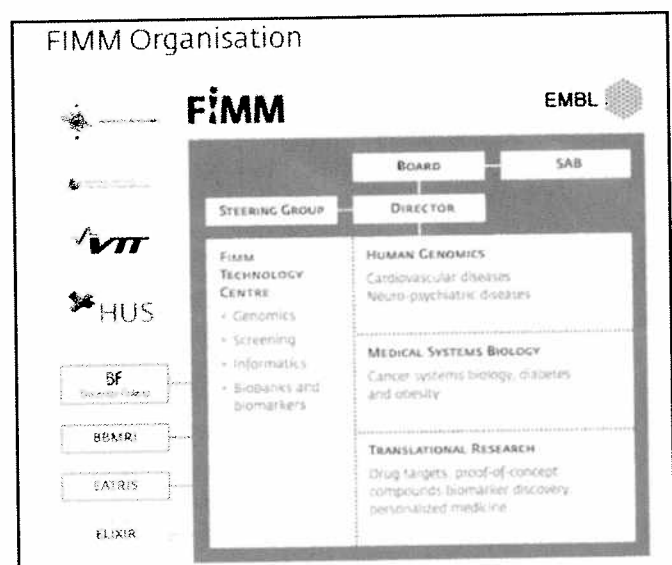 FIMM Organisation
FiMM
EMBL
BOARD
SAB
STEERING GROUP
DIRECTOR
VTT
HUS
BF
BBMRI
EATRIS
ELIXIR
FIMM
TECHNOLOGY
CENTRE
• Genomics
• Screening
• Informatics
• Biobanks and
biomarkers
HUMAN GENOMICS
Cardiovascular diseases
Neuro-psychiatric diseases
MEDICAL SYSTEMS BIOLOGY
Cancer systems biology, diabetes
and obesity
TRANSLATIONAL RESEARCH
Drug targets, proof-of-concept
compounds biomarker discovery,
personalized medicine